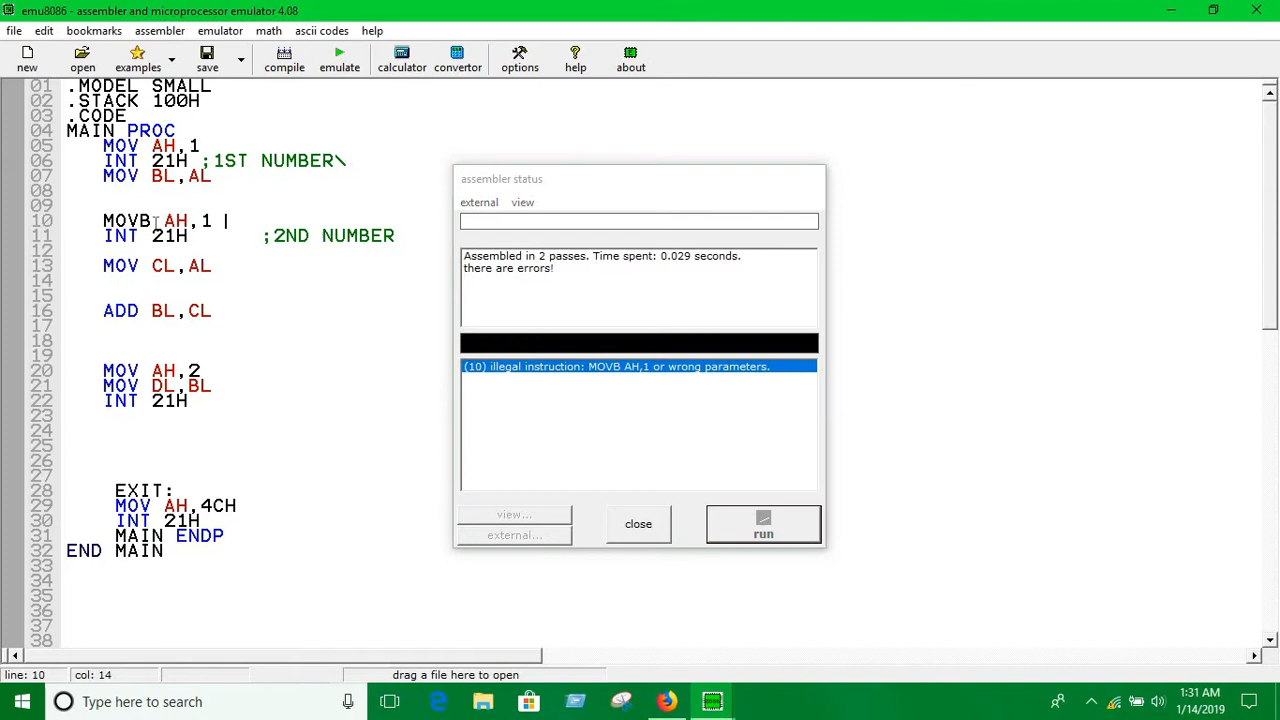 emu8086 - assembler and microprocessor emulator 4.08
file edit bookmarks assembler emulator math ascii codes help
new open examples save compile emulate calculator convertor options help about
01 .MODEL SMALL
02 .STACK 100H
03 .CODE
04 MAIN PROC
05 MOV AH,1
06 INT 21H ;1ST NUMBER\
07 MOV BL,AL
08
09
10 MOVB AH,1
11 INT 21H ;2ND NUMBER
12
13 MOV CL,AL
14
15
16 ADD BL,CL
17
18
19
20 MOV AH,2
21 MOV DL,BL
22 INT 21H
23
24
25
26
27
28 EXIT:
29 MOV AH,4CH
30 INT 21H
31 MAIN ENDP
32 END MAIN
33
34
35
36
37
38
assembler status
external view
Assembled in 2 passes. Time spent: 0.029 seconds.
there are errors!
(10) illegal instruction: MOVB AH,1 or wrong parameters.
view...
external...
close
run
line: 10 col: 14 drag a file here to open
Type here to search
1:31 AM
1/14/2019